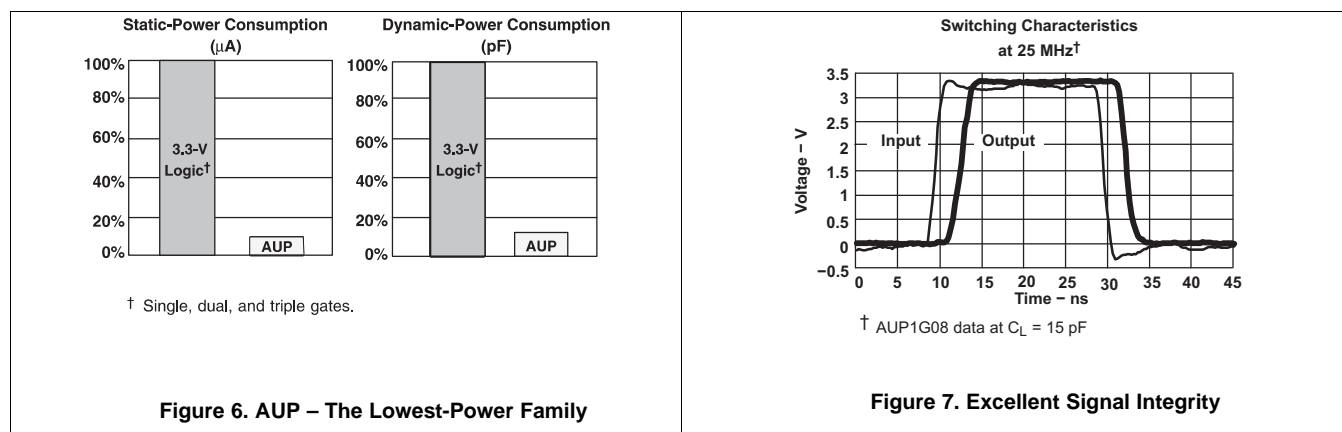 Static-Power Consumption
(μA)
Dynamic-Power Consumption
(pF)
100%
80%
60%
40%
20%
0%
3.3-V
Logic†
AUP
100%
80%
60%
40%
20%
0%
3.3-V
Logic†
AUP
† Single, dual, and triple gates.
Figure 6. AUP – The Lowest-Power Family
Switching Characteristics
at 25 MHz†
3.5
3
2.5
2
1.5
1
0.5
0
−0.5
Voltage – V
Input
Output
0 5 10 15 20 25 30 35 40 45
Time – ns
† AUP1G08 data at CL = 15 pF
Figure 7. Excellent Signal Integrity